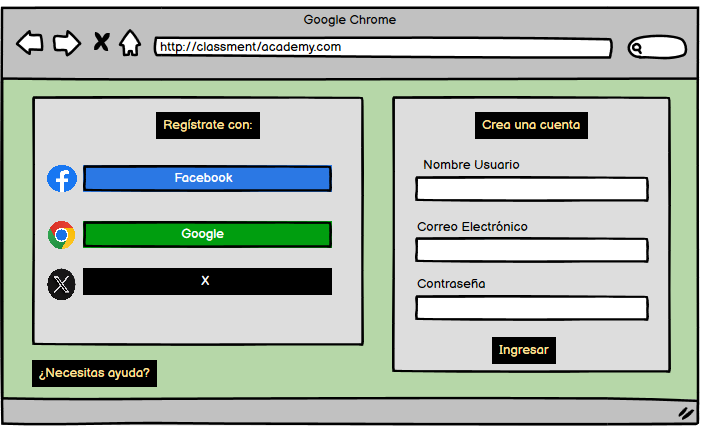 Google Chrome
http://classment/academy.com
Regístrate con:
Facebook
Google
X
¿Necesitas ayuda?
Crea una cuenta
Nombre Usuario
Correo Electrónico
Contraseña
Ingresar